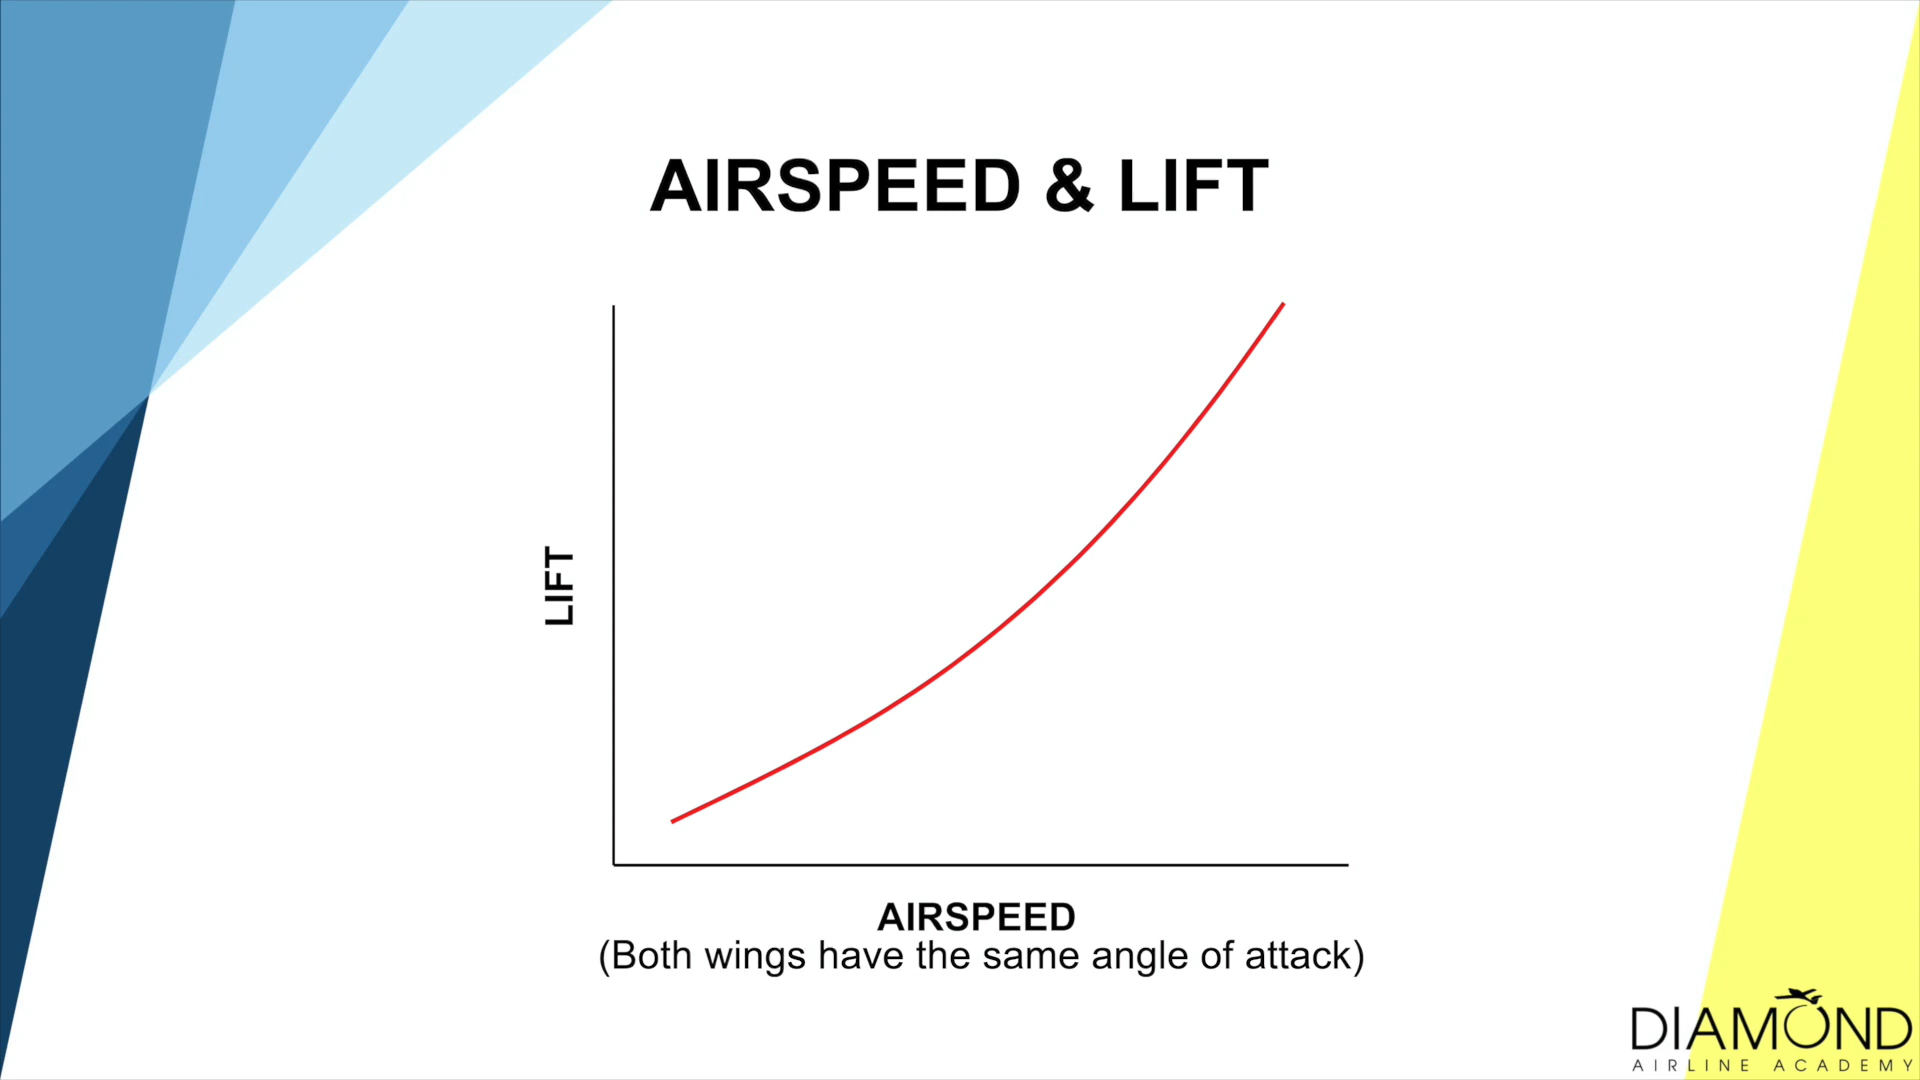 AIRSPEED & LIFT
LIFT
AIRSPEED
(Both wings have the same angle of attack)
DIAMOND
AIRLINE ACADEMY